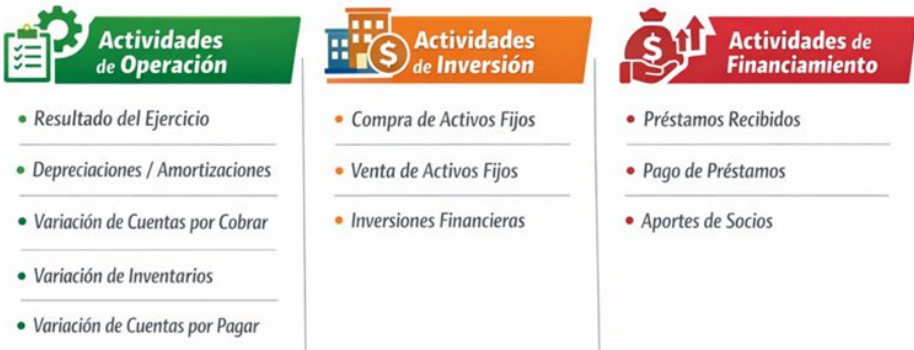 Actividades
de Operación
• Resultado del Ejercicio
• Depreciaciones / Amortizaciones
• Variación de Cuentas por Cobrar
• Variación de Inventarios
• Variación de Cuentas por Pagar
$
Actividades
de Inversión
• Compra de Activos Fijos
• Venta de Activos Fijos
• Inversiones Financieras
$
Actividades de
Financiamiento
• Préstamos Recibidos
• Pago de Préstamos
• Aportes de Socios